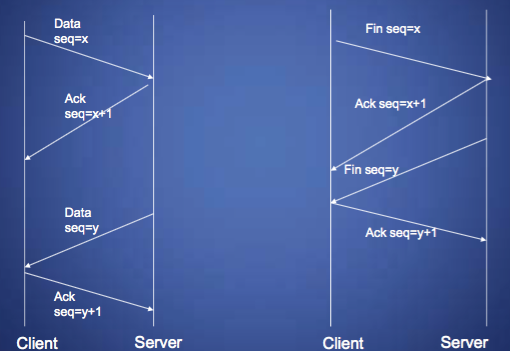 Data
seq=x
Ack
seq=x+1
Data
seq=y
Ack
seq=y+1
Client
Server
Fin seq=x
Ack seq=x+1
Fin seq=y
Ack seq=y+1
Client
Server